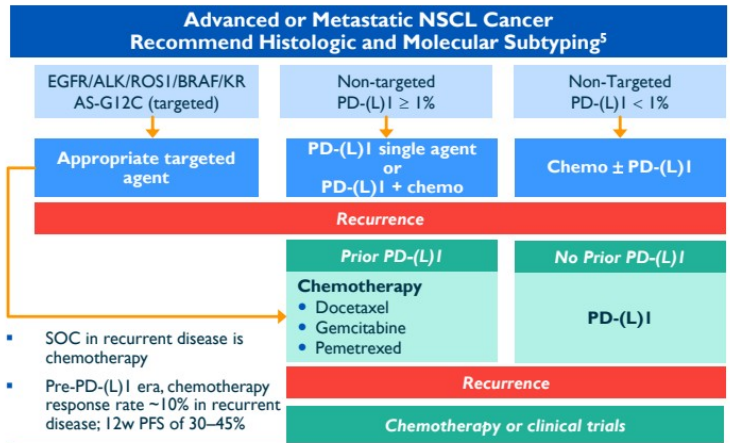 Advanced or Metastatic NSCL Cancer
Recommend Histologic and Molecular Subtyping5
EGFR/ALK/ROS1/BRAF/KR
AS-G12C (targeted)
Non-targeted
PD-(L)1 ≥ 1%
Non-Targeted
PD-(L)1 < 1%
Appropriate targeted
agent
PD-(L)1 single agent
or
PD-(L)1 + chemo
Chemo ± PD-(L)1
Recurrence
Prior PD-(L)1
Chemotherapy
• Docetaxel
• Gemcitabine
• Pemetrexed
No Prior PD-(L)1
PD-(L)1
▪ SOC in recurrent disease is
chemotherapy
▪ Pre-PD-(L)1 era, chemotherapy
response rate ~10% in recurrent
disease; 12w PFS of 30–45%
Recurrence
Chemotherapy or clinical trials